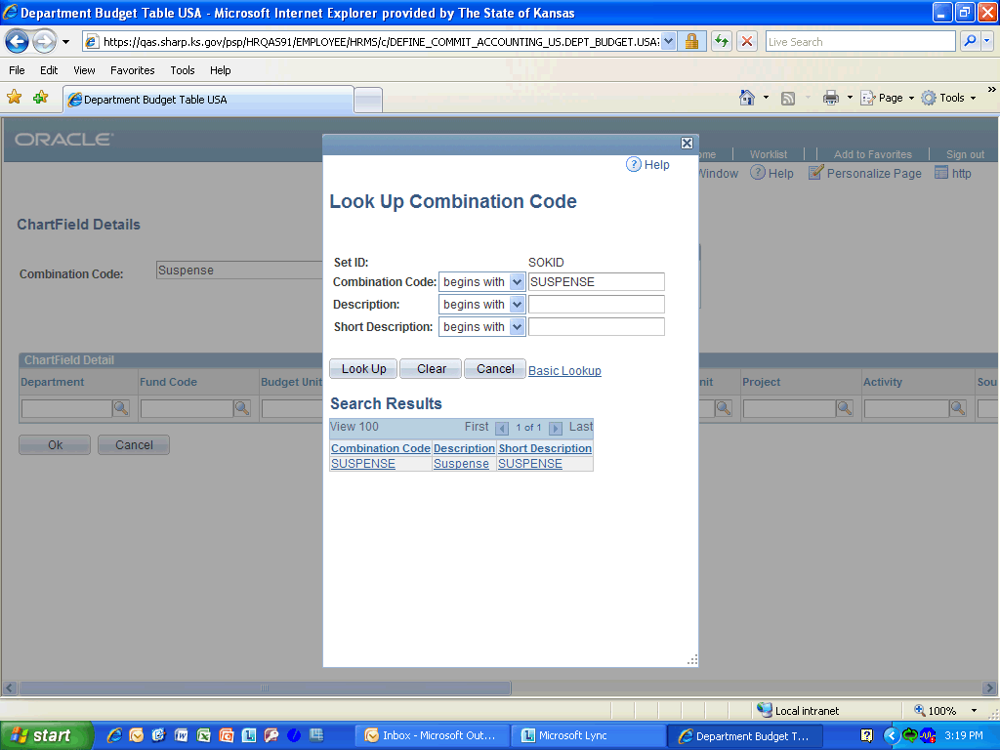 Department Budget Table USA - Microsoft Internet Explorer provided by The State of Kansas
https://qas.sharp.ks.gov/psp/HRQAS91/EMPLOYEE/HRMS/c/DEFINE_COMMIT_ACCOUNTING_US.DEPT_BUDGET.USA?
Live Search
File Edit View Favorites Tools Help
Department Budget Table USA
Page Tools
ORACLE
Worklist Add to Favorites Sign out
Window Help Personalize Page http
Help
Look Up Combination Code
ChartField Details
Combination Code: Suspense
Set ID: SOKID
Combination Code: begins with SUSPENSE
Description: begins with
Short Description: begins with
Look Up Clear Cancel Basic Lookup
ChartField Detail
Department Fund Code Budget Unit Project Activity
Ok Cancel
Search Results
View 100 First 1 of 1 Last
Combination Code Description Short Description
SUSPENSE Suspense SUSPENSE
Local intranet 100%
start Inbox - Microsoft Out... Microsoft Lync Department Budget T... 3:19 PM